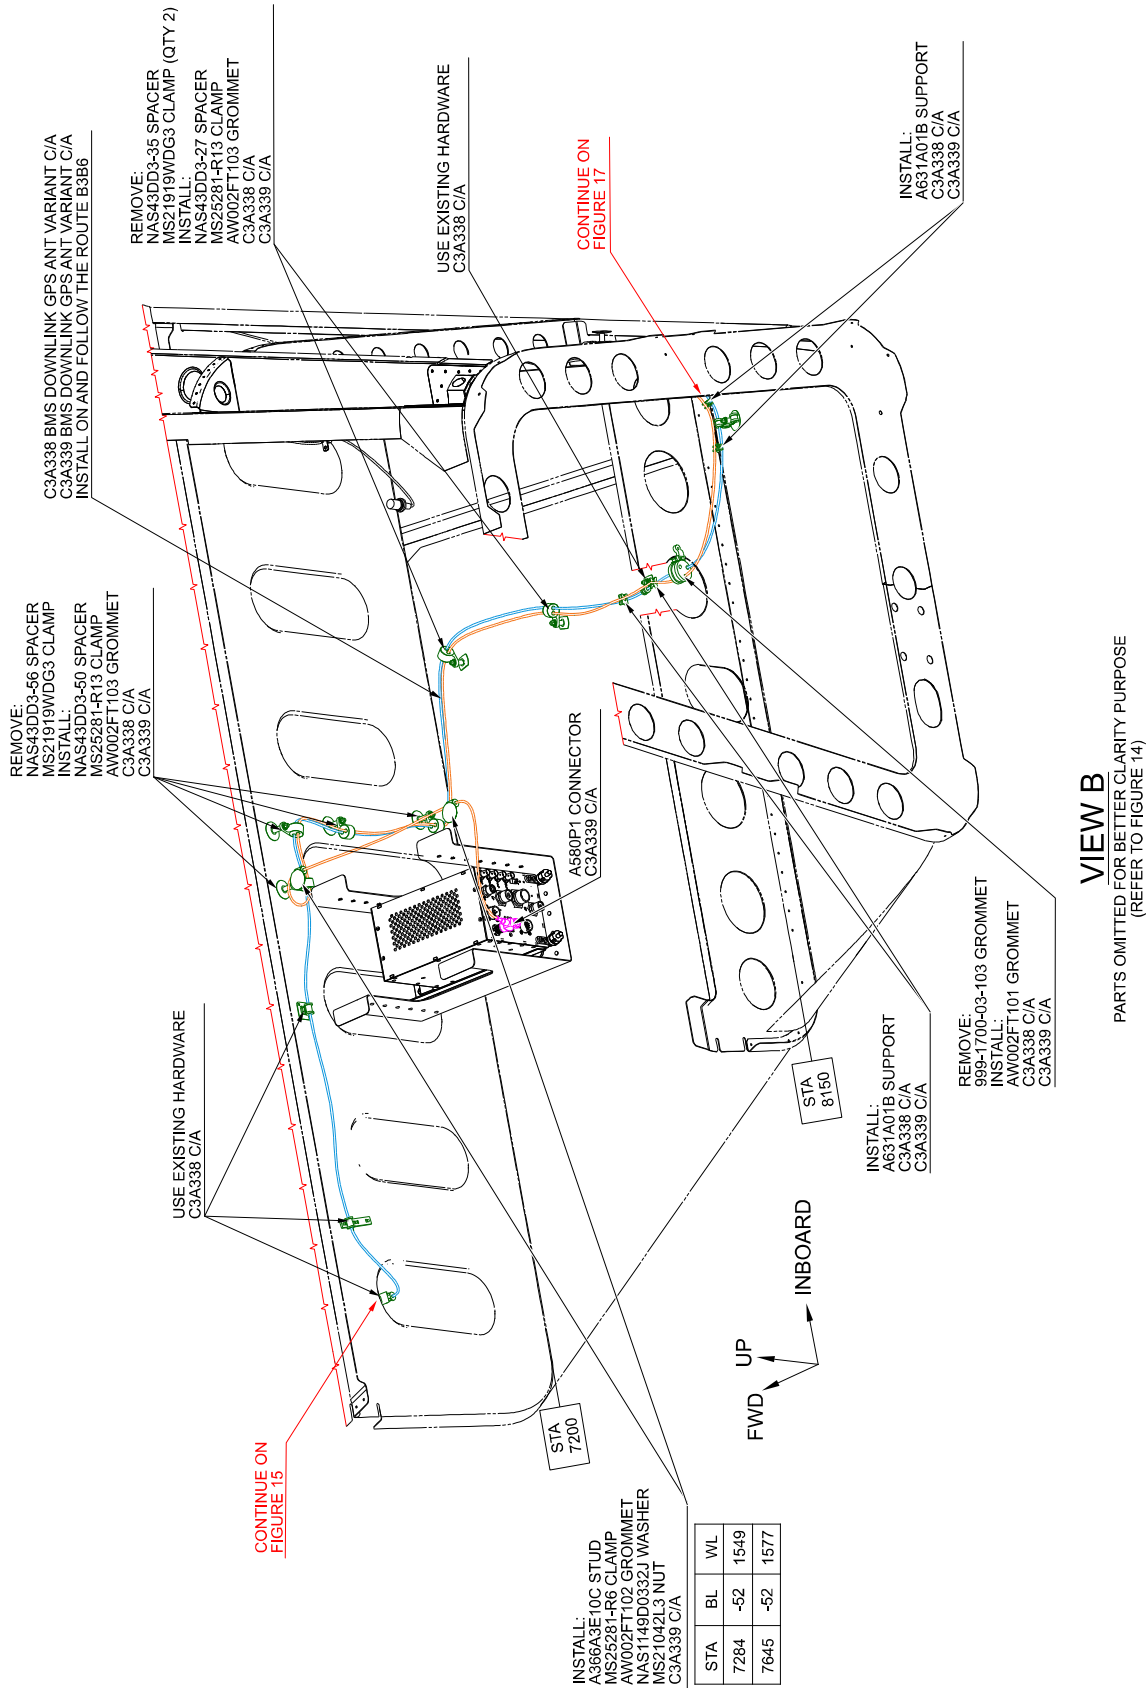 REMOVE:
NAS43DD3-56 SPACER
MS21919WDG3 CLAMP
INSTALL:
NAS43DD3-50 SPACER
MS25281-R13 CLAMP
AW002FT103 GROMMET
C3A338 C/A
C3A339 C/A
C3A338 BMS DOWNLINK GPS ANT VARIANT C/A
C3A339 BMS DOWNLINK GPS ANT VARIANT C/A
INSTALL ON AND FOLLOW THE ROUTE B3B6
REMOVE:
NAS43DD3-35 SPACER
MS21919WDG3 CLAMP (QTY 2)
INSTALL:
NAS43DD3-27 SPACER
MS25281-R13 CLAMP
AW002FT103 GROMMET
C3A338 C/A
C3A339 C/A
USE EXISTING HARDWARE
C3A338 C/A
CONTINUE ON
FIGURE 17
INSTALL:
A631A01B SUPPORT
C3A338 C/A
C3A339 C/A
USE EXISTING HARDWARE
C3A338 C/A
A580P1 CONNECTOR
C3A339 C/A
CONTINUE ON
FIGURE 15
STA
7200
STA
8150
INSTALL:
A631A01B SUPPORT
C3A338 C/A
C3A339 C/A
REMOVE:
999-1700-03-103 GROMMET
INSTALL:
AW002FT101 GROMMET
C3A338 C/A
C3A339 C/A
INSTALL:
A366A3E10C STUD
MS25281-R6 CLAMP
AW002FT102 GROMMET
NAS1149D0332J WASHER
MS21042L3 NUT
C3A339 C/A
STA BL WL
7284 -52 1549
7645 -52 1577
FWD
UP
INBOARD
VIEW B
PARTS OMITTED FOR BETTER CLARITY PURPOSE
(REFER TO FIGURE 14)